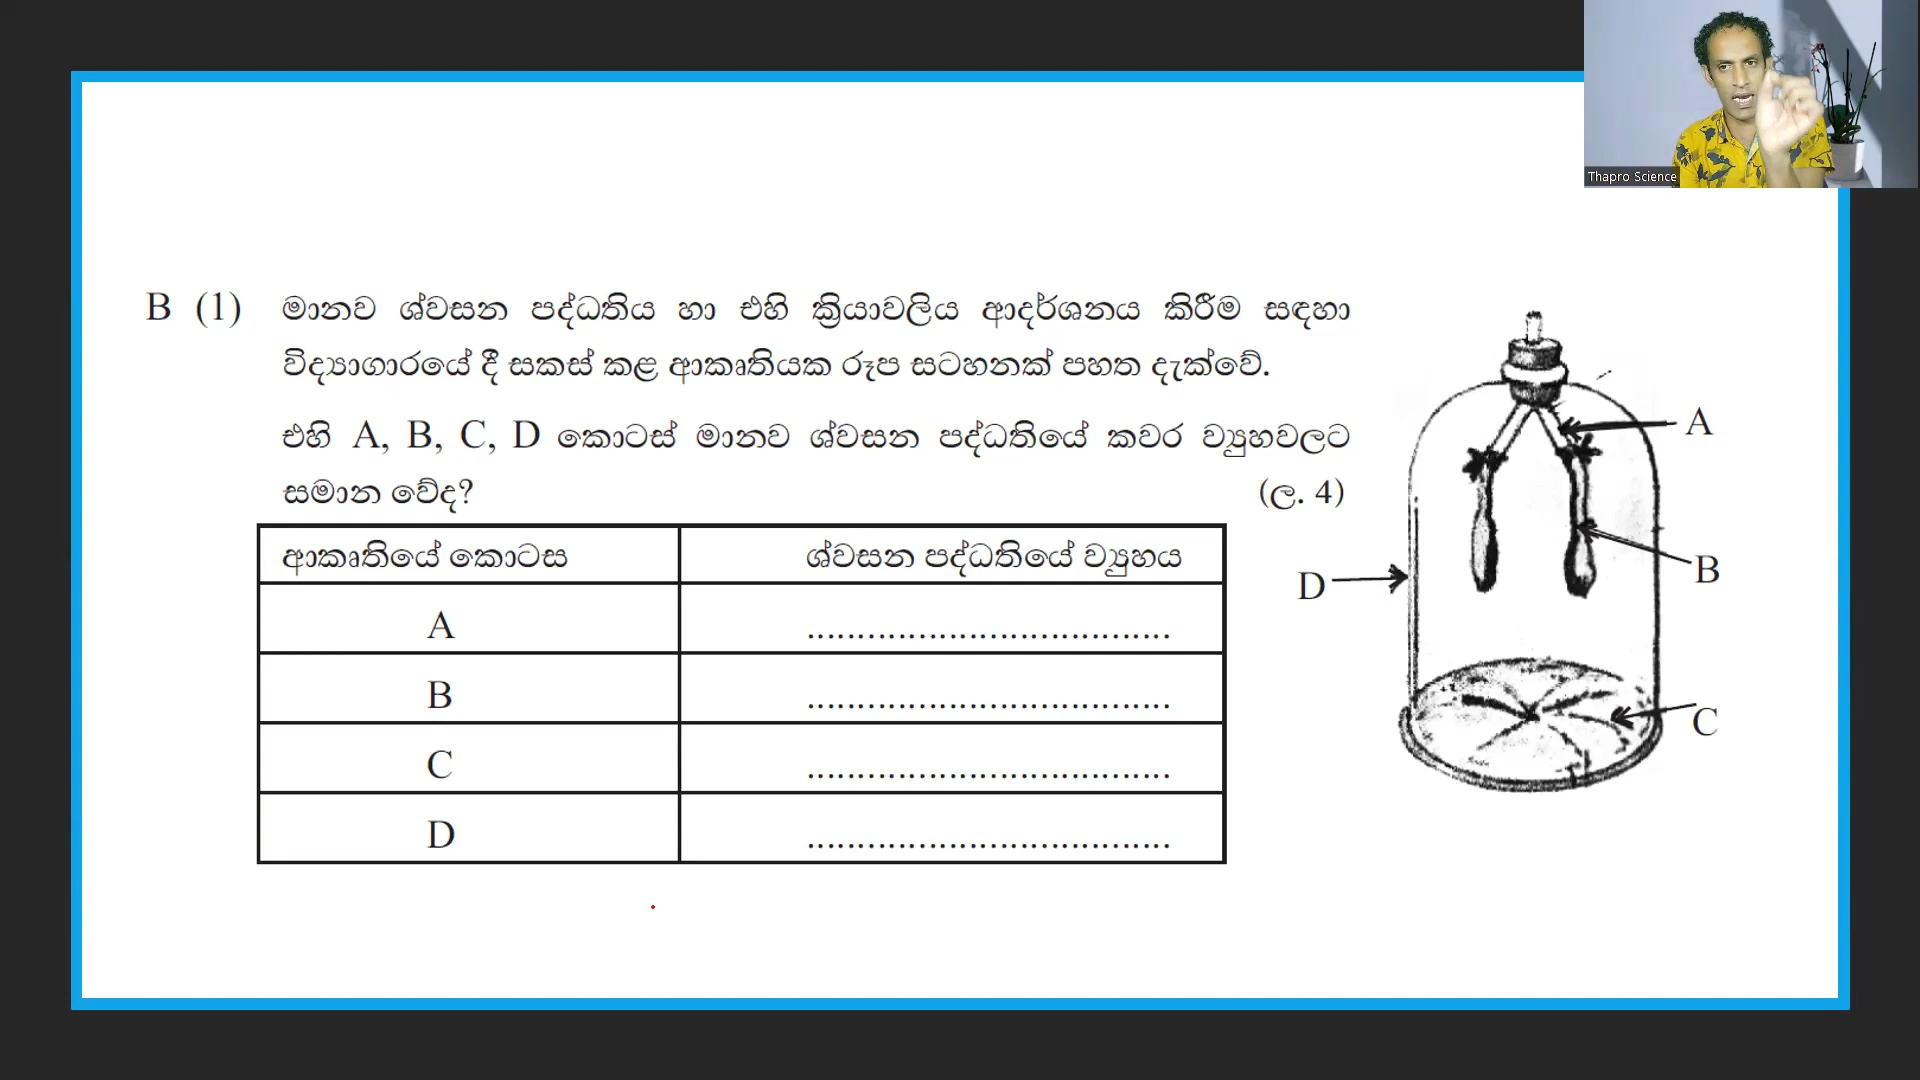 Thapro Science
B (1) මානව ශ්වසන පද්ධතිය හා එහි ක්‍රියාවලිය ආදර්ශනය කිරීම සඳහා
විද්‍යාගාරයේ දී සකස් කළ ආකෘතියක රූප සටහනක් පහත දැක්වේ.
එහි A, B, C, D කොටස් මානව ශ්වසන පද්ධතියේ කවර ව්‍යුහවලට
සමාන වේද? (ල. 4)
ආකෘතියේ කොටස ශ්වසන පද්ධතියේ ව්‍යුහය
A ...................................
B ...................................
C ...................................
D ...................................
A
B
D
C